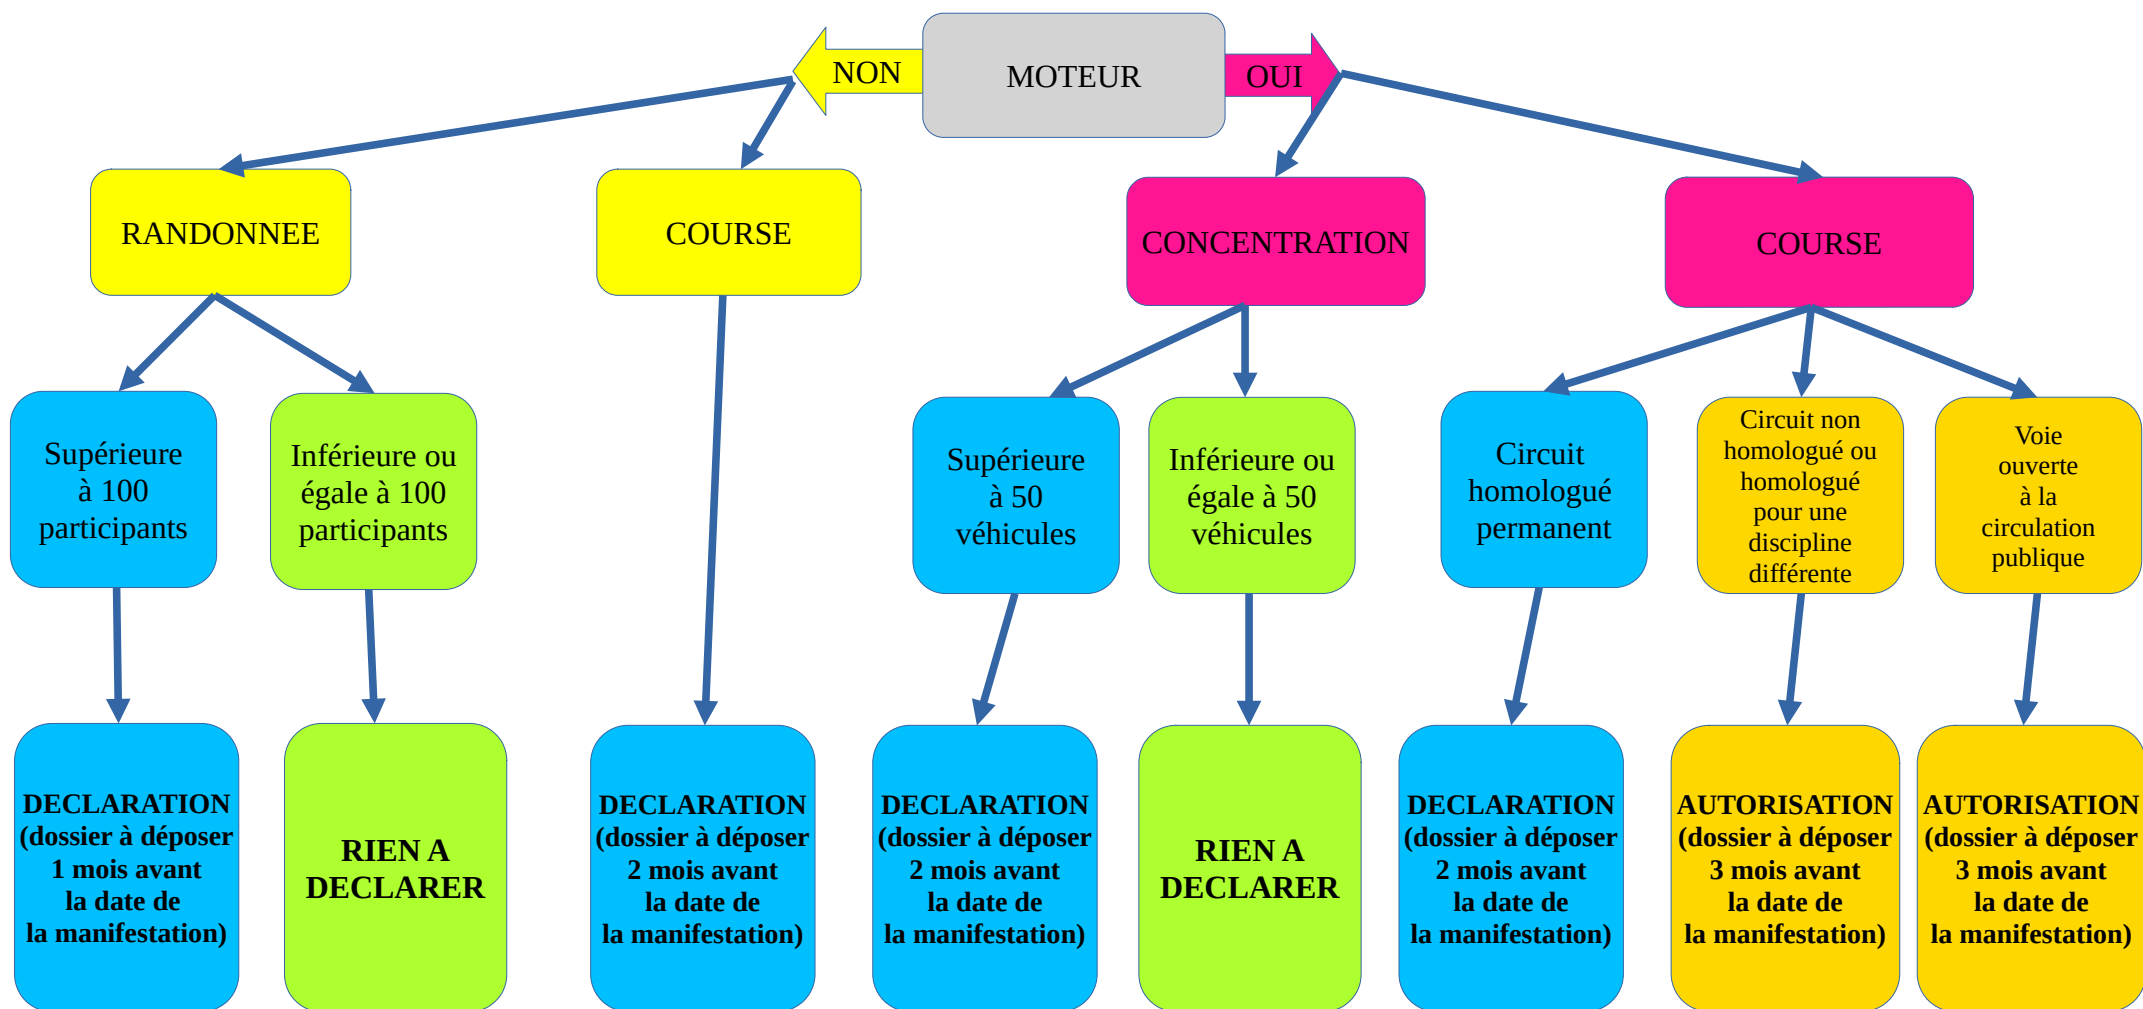 NON
MOTEUR
OUI
RANDONNEE
COURSE
CONCENTRATION
COURSE
Supérieure
à 100
participants
Inférieure ou
égale à 100
participants
Supérieure
à 50
véhicules
Inférieure ou
égale à 50
véhicules
Circuit
homologué
permanent
Circuit non
homologué ou
homologué
pour une
discipline
différente
Voie
ouverte
à la
circulation
publique
DECLARATION
(dossier à déposer
1 mois avant
la date de
la manifestation)
RIEN A
DECLARER
DECLARATION
(dossier à déposer
2 mois avant
la date de
la manifestation)
DECLARATION
(dossier à déposer
2 mois avant
la date de
la manifestation)
RIEN A
DECLARER
DECLARATION
(dossier à déposer
2 mois avant
la date de
la manifestation)
AUTORISATION
(dossier à déposer
3 mois avant
la date de
la manifestation)
AUTORISATION
(dossier à déposer
3 mois avant
la date de
la manifestation)